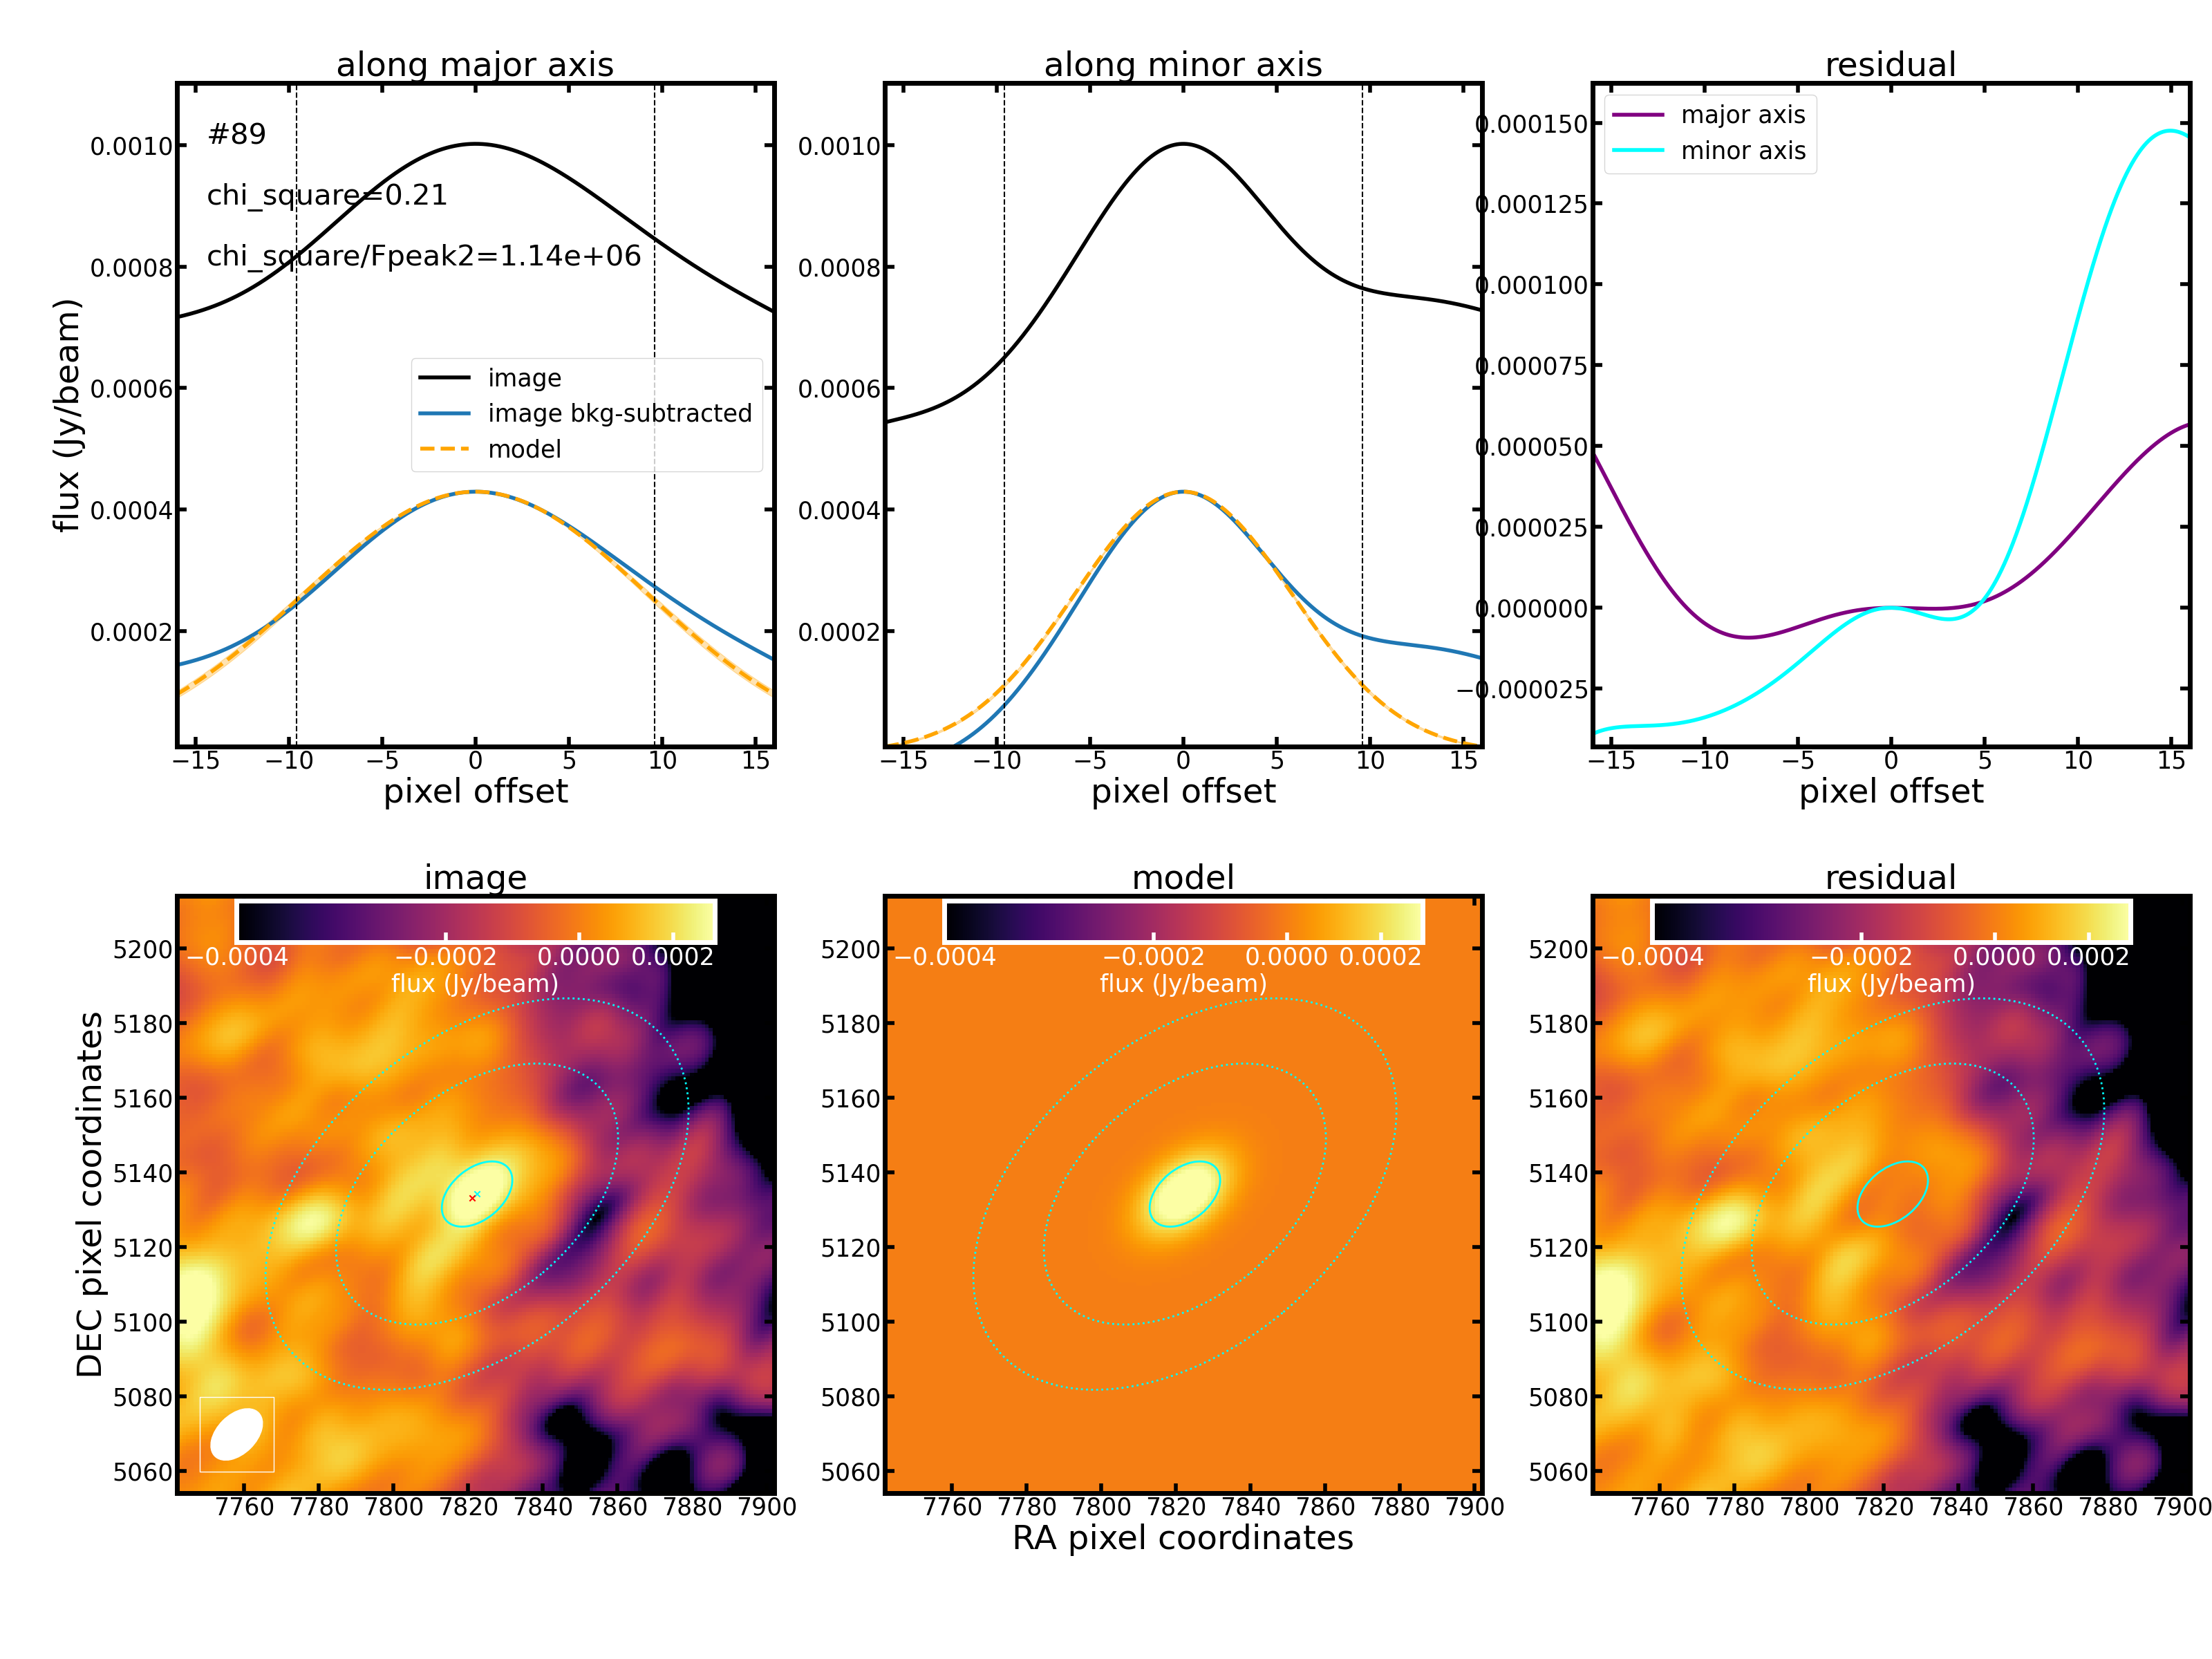 along major axis
along minor axis
residual
#89
chi_square=0.21
chi_square/Fpeak2=1.14e+06
image
image bkg-subtracted
model
flux (Jy/beam)
0.0010
0.0008
0.0006
0.0004
0.0002
−15 −10 −5 0 5 10 15
pixel offset
0.0010
0.0008
0.0006
0.0004
0.0002
−15 −10 −5 0 5 10 15
pixel offset
major axis
minor axis
0.000150
0.000125
0.000100
0.000075
0.000050
0.000025
0.000000
−0.000025
−15 −10 −5 0 5 10 15
pixel offset
image
model
residual
−0.0004 −0.0002 0.0000 0.0002
flux (Jy/beam)
−0.0004 −0.0002 0.0000 0.0002
flux (Jy/beam)
−0.0004 −0.0002 0.0000 0.0002
flux (Jy/beam)
DEC pixel coordinates
5200
5180
5160
5140
5120
5100
5080
5060
7760 7780 7800 7820 7840 7860 7880 7900
5200
5180
5160
5140
5120
5100
5080
5060
7760 7780 7800 7820 7840 7860 7880 7900
5200
5180
5160
5140
5120
5100
5080
5060
7760 7780 7800 7820 7840 7860 7880 7900
RA pixel coordinates